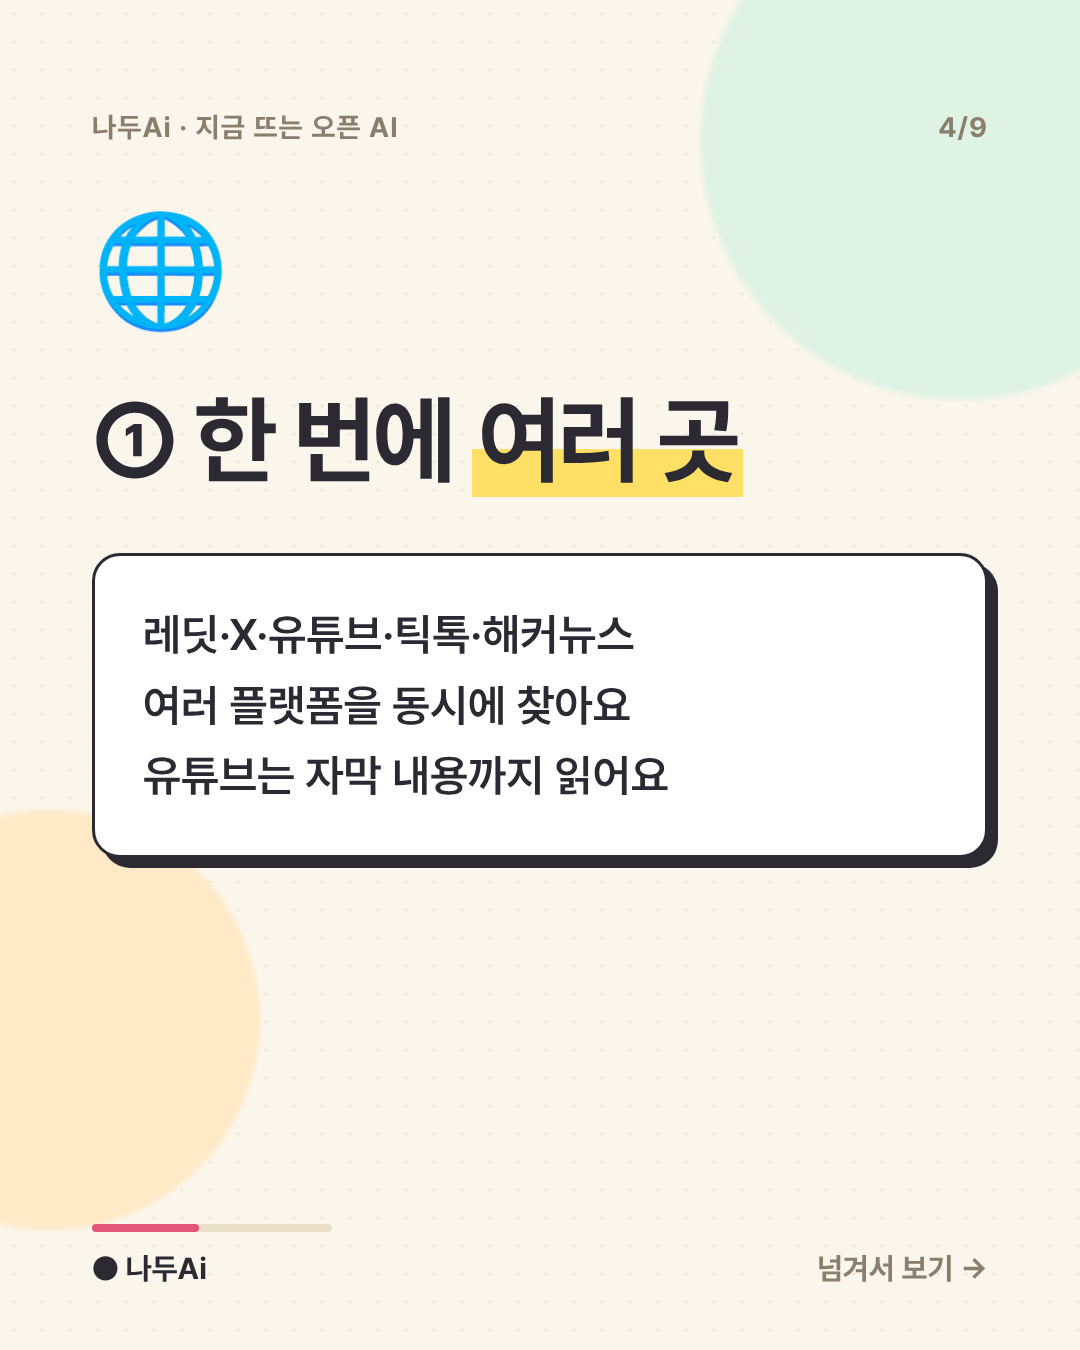 나두Ai · 지금 뜨는 오픈 AI
4/9
① 한 번에 여러 곳
레딧·X·유튜브·틱톡·해커뉴스
여러 플랫폼을 동시에 찾아요
유튜브는 자막 내용까지 읽어요
● 나두Ai
넘겨서 보기 →